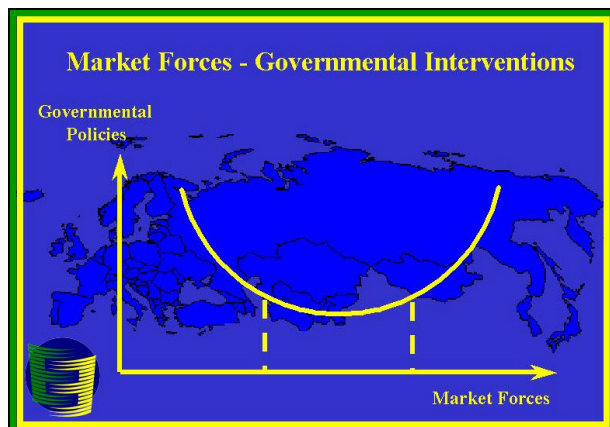 Market Forces - Governmental Interventions
Governmental
Policies
Market Forces